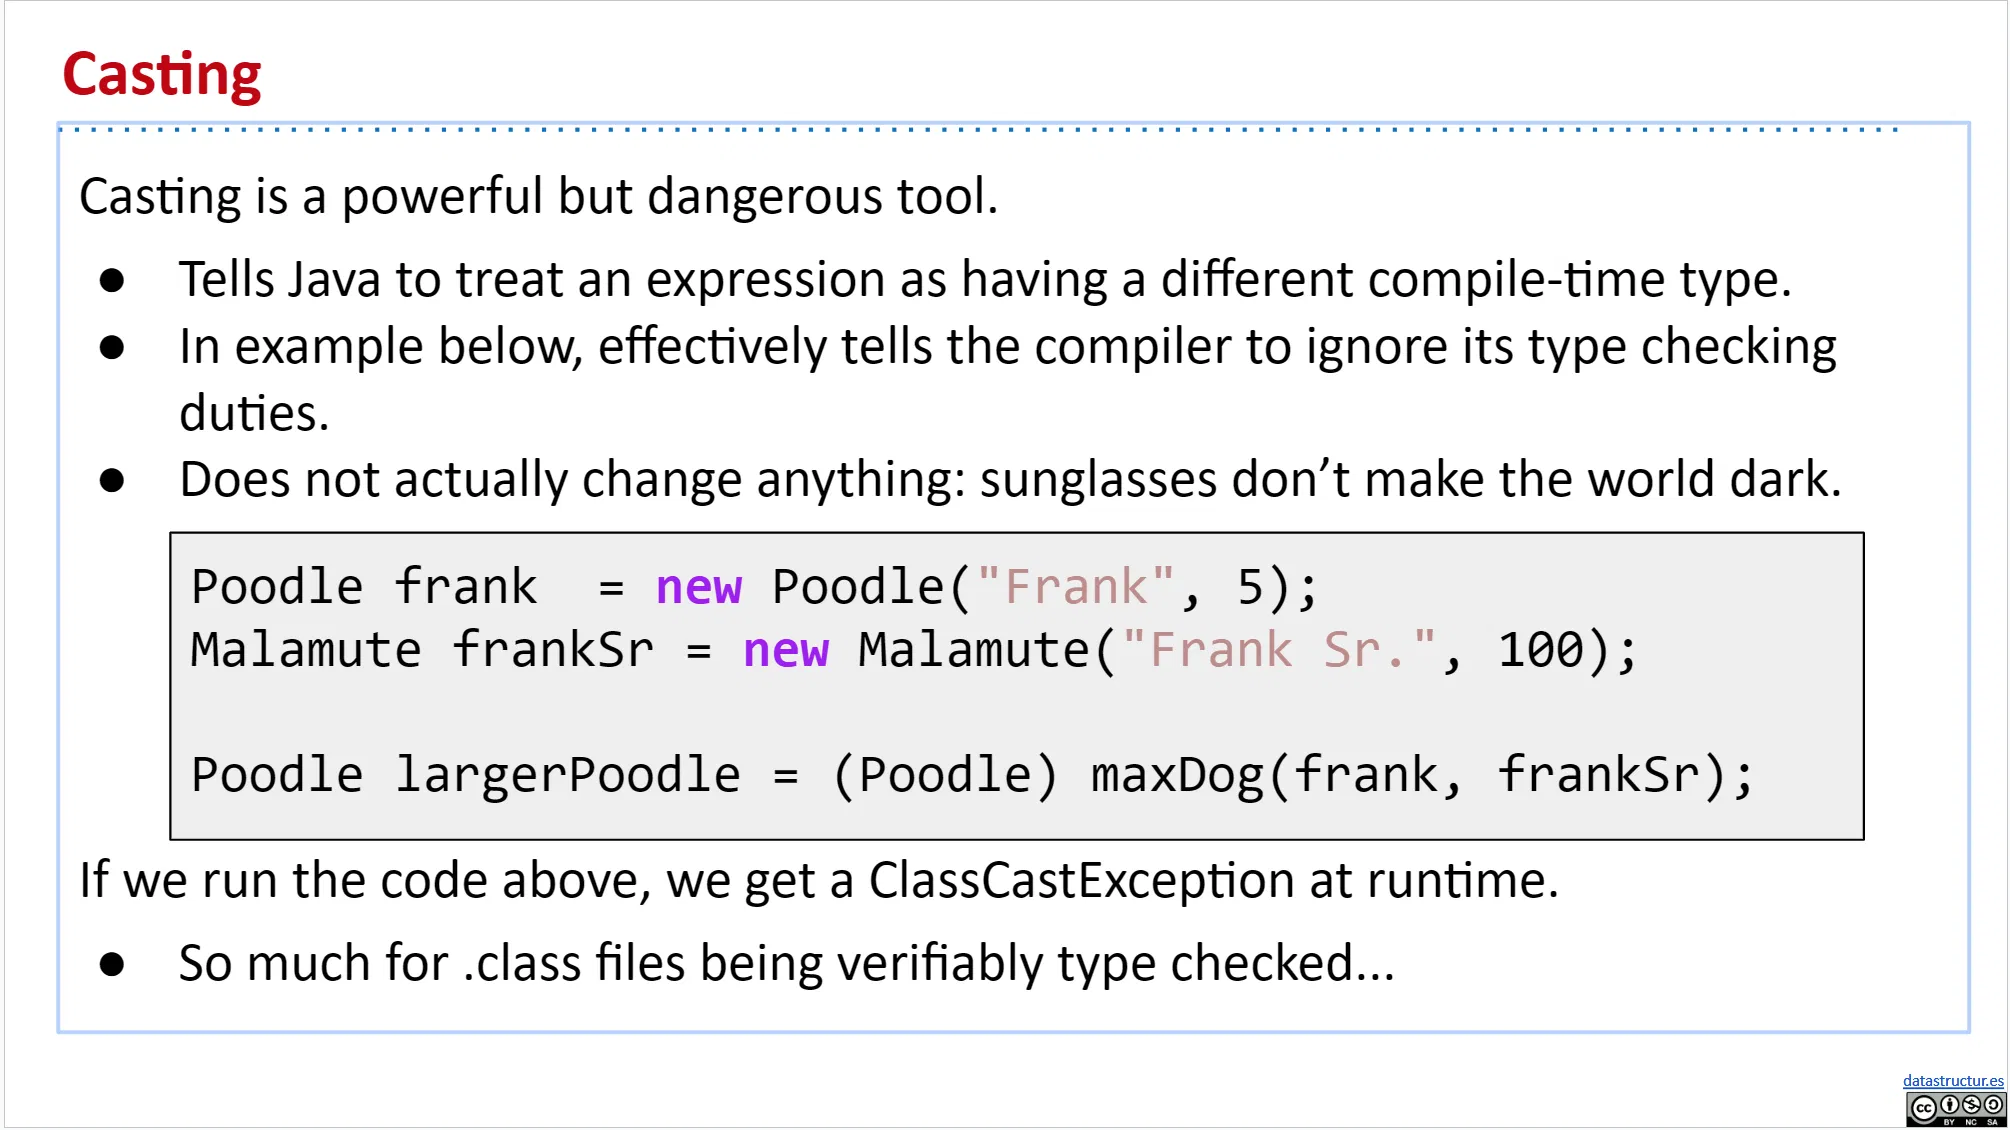 Casting
Casting is a powerful but dangerous tool.
● Tells Java to treat an expression as having a different compile-time type.
● In example below, effectively tells the compiler to ignore its type checking
duties.
● Does not actually change anything: sunglasses don’t make the world dark.
Poodle frank  = new Poodle("Frank", 5);
Malamute frankSr = new Malamute("Frank Sr.", 100);
Poodle largerPoodle = (Poodle) maxDog(frank, frankSr);
If we run the code above, we get a ClassCastException at runtime.
● So much for .class files being verifiably type checked...
datastructur.es
cc
BY NC SA